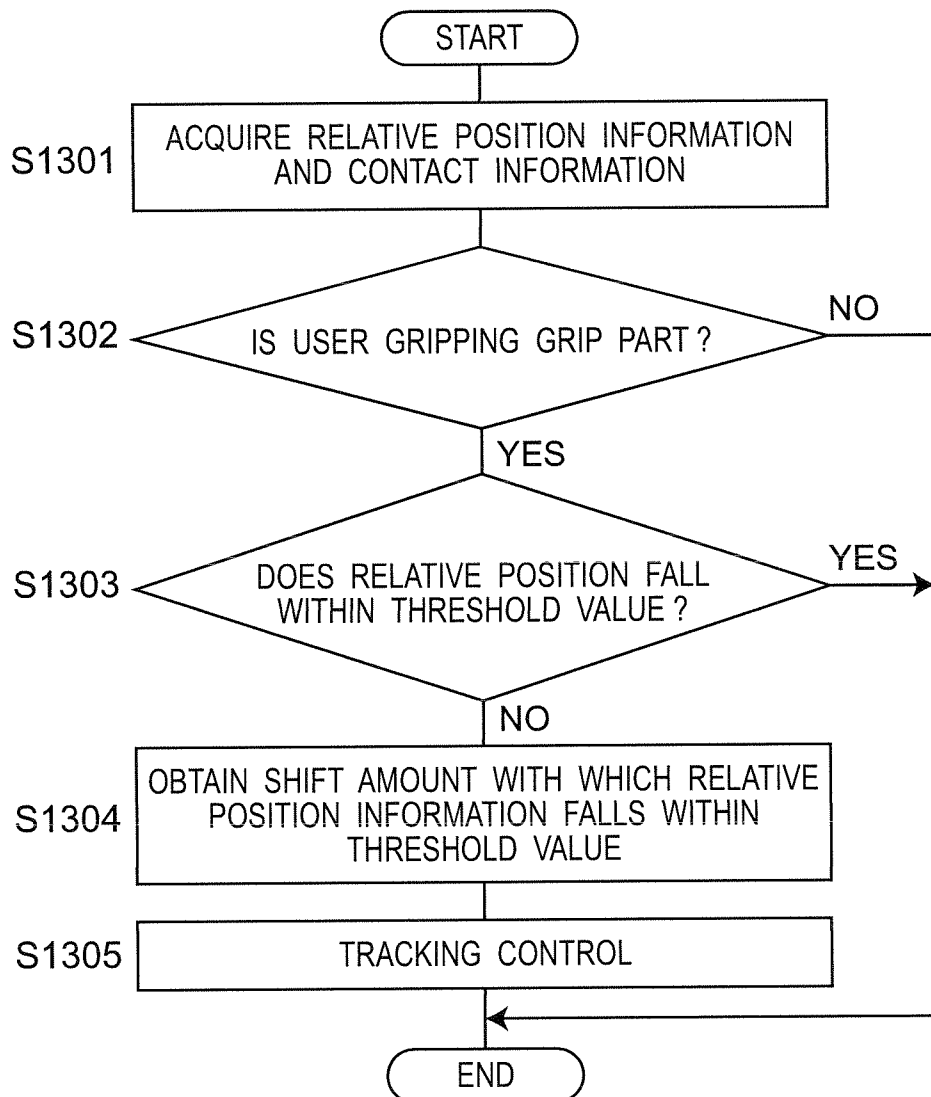 START
S1301
ACQUIRE RELATIVE POSITION INFORMATION
AND CONTACT INFORMATION
S1302
IS USER GRIPPING GRIP PART ?
NO
YES
S1303
DOES RELATIVE POSITION FALL
WITHIN THRESHOLD VALUE ?
YES
NO
S1304
OBTAIN SHIFT AMOUNT WITH WHICH RELATIVE
POSITION INFORMATION FALLS WITHIN
THRESHOLD VALUE
S1305
TRACKING CONTROL
END